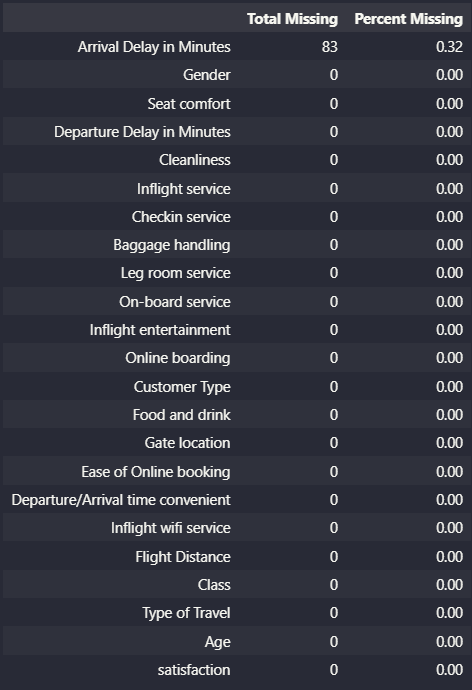 Total Missing Percent Missing
Arrival Delay in Minutes 83 0.32
Gender 0 0.00
Seat comfort 0 0.00
Departure Delay in Minutes 0 0.00
Cleanliness 0 0.00
Inflight service 0 0.00
Checkin service 0 0.00
Baggage handling 0 0.00
Leg room service 0 0.00
On-board service 0 0.00
Inflight entertainment 0 0.00
Online boarding 0 0.00
Customer Type 0 0.00
Food and drink 0 0.00
Gate location 0 0.00
Ease of Online booking 0 0.00
Departure/Arrival time convenient 0 0.00
Inflight wifi service 0 0.00
Flight Distance 0 0.00
Class 0 0.00
Type of Travel 0 0.00
Age 0 0.00
satisfaction 0 0.00